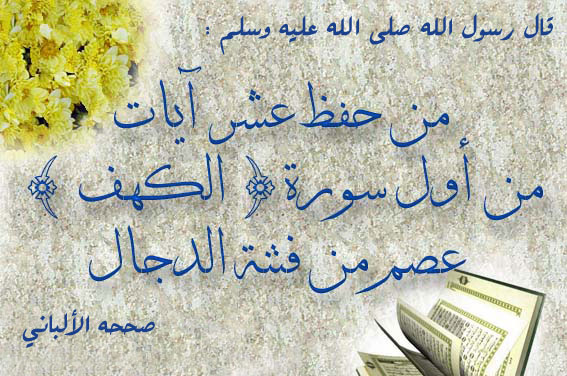 قال رسول الله صلى الله عليه وسلم :
من حفظ عشر آيات
من أول سورة ﴿ الكهف ﴾
عصم من فتنة الدجال
صححه الألباني